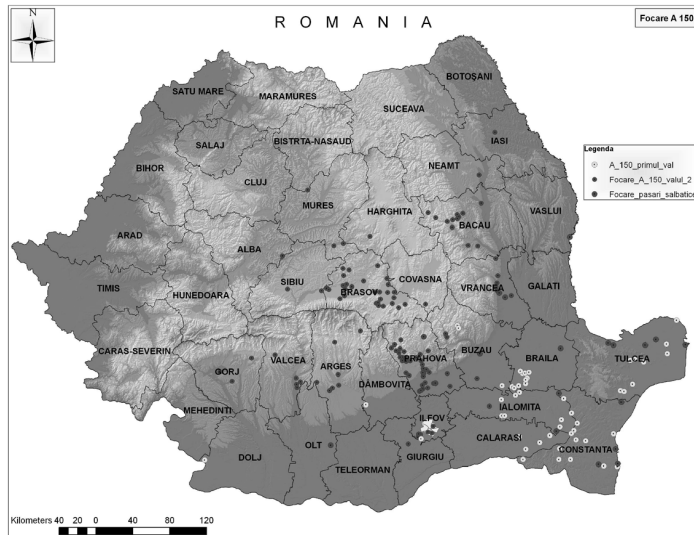 R O M A N I A
Focare A 150
N
BOTOŞANI
SATU MARE
MARAMURES
SUCEAVA
IASI
SALAJ
BISTRTA-NASAUD
NEAMT
BIHOR
CLUJ
Legenda
A_150_primul_val
Focare_A_150_valul_2
Focare_pasari_salbatice
MURES
HARGHITA
BACAU
VASLUI
ARAD
ALBA
TIMIS
HUNEDOARA
SIBIU
BRASOV
COVASNA
VRANCEA
GALATI
CARAS-SEVERIN
GORJ
VALCEA
ARGES
PRAHOVA
BUZAU
BRAILA
TULCEA
DAMBOVITA
MEHEDINTI
IALOMITA
ILFOV
DOLJ
OLT
TELEORMAN
GIURGIU
CALARASI
CONSTANTA
Kilometers
40 20 0 40 80 120